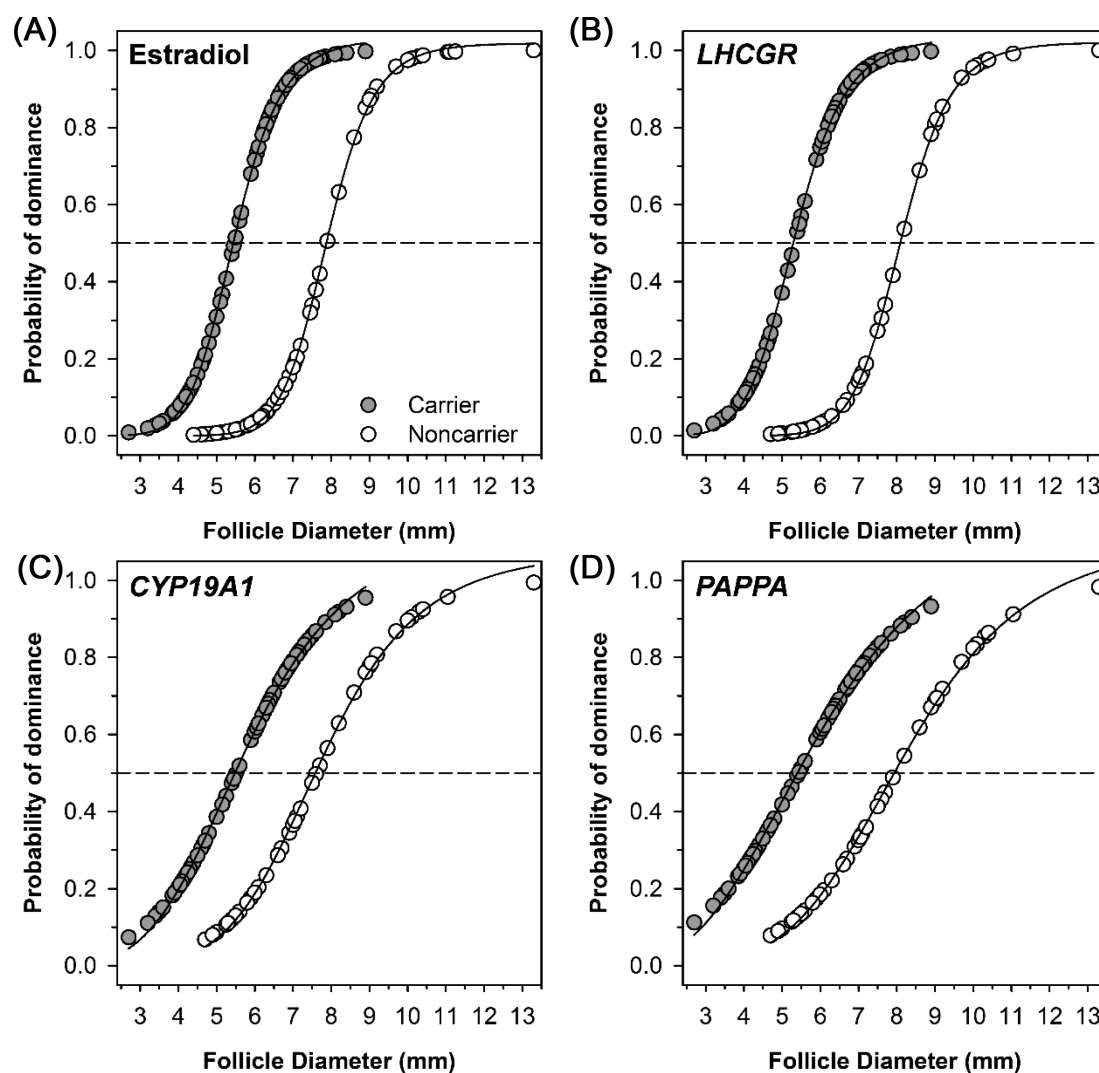 (A)
Estradiol
Probability of dominance
1.0
0.8
0.6
0.4
0.2
0.0
Carrier
Noncarrier
3 4 5 6 7 8 9 10 11 12 13
Follicle Diameter (mm)
(B)
LHCGR
Probability of dominance
1.0
0.8
0.6
0.4
0.2
0.0
3 4 5 6 7 8 9 10 11 12 13
Follicle Diameter (mm)
(C)
CYP19A1
Probability of dominance
1.0
0.8
0.6
0.4
0.2
0.0
3 4 5 6 7 8 9 10 11 12 13
Follicle Diameter (mm)
(D)
PAPPA
Probability of dominance
1.0
0.8
0.6
0.4
0.2
0.0
3 4 5 6 7 8 9 10 11 12 13
Follicle Diameter (mm)